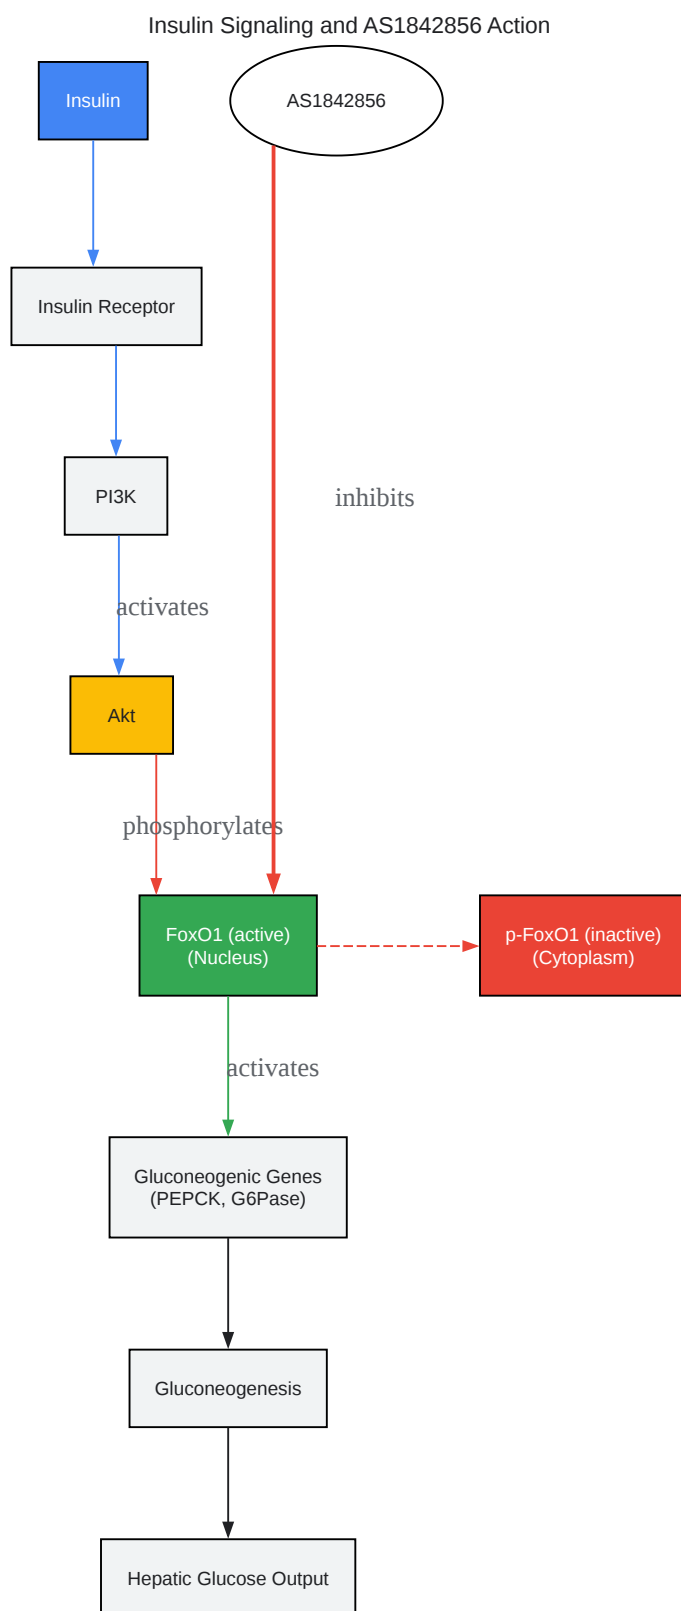 Insulin Signaling and AS1842856 Action
Insulin
AS1842856
Insulin Receptor
inhibits
PI3K
activates
Akt
phosphorylates
FoxO1 (active)
(Nucleus)
p-FoxO1 (inactive)
(Cytoplasm)
activates
Gluconeogenic Genes
(PEPCK, G6Pase)
Gluconeogenesis
Hepatic Glucose Output